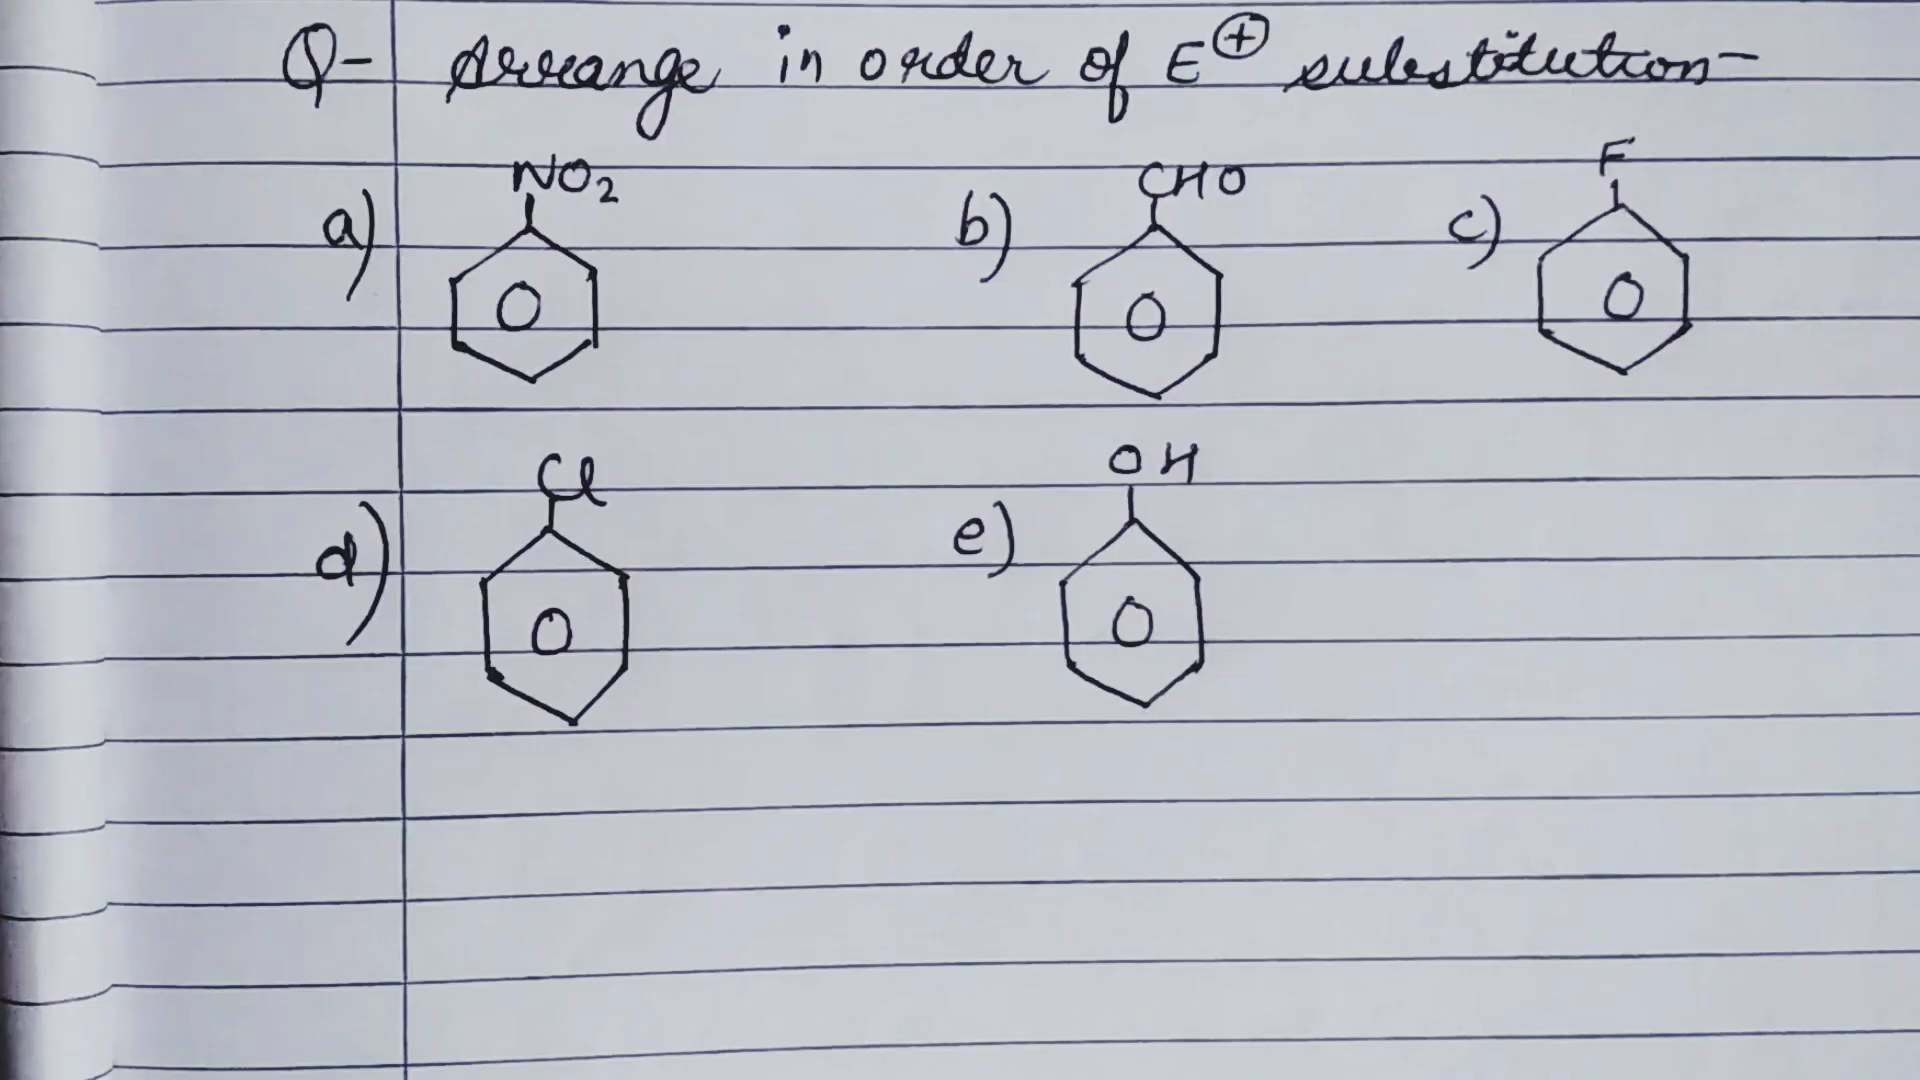 Q- Arrange in order of E⊕ substitution-
a) NO2
b) CHO
c) F
d) Cl
e) OH